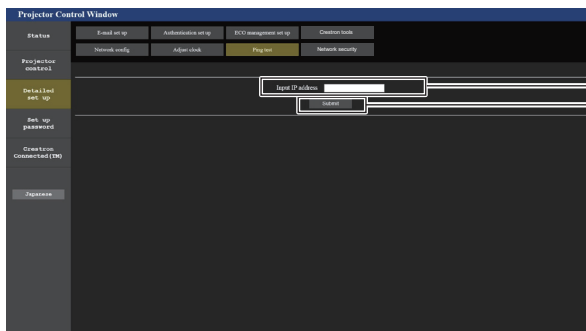 Projector Control Window
Status
E-mail set up
Authentication set up
ECO management set up
Crestron tools
Network config
Adjust clock
Ping test
Network security
Projector
control
Detailed
set up
Set up
password
Crestron
Connected(TM)
Japanese
Input IP address
Submit